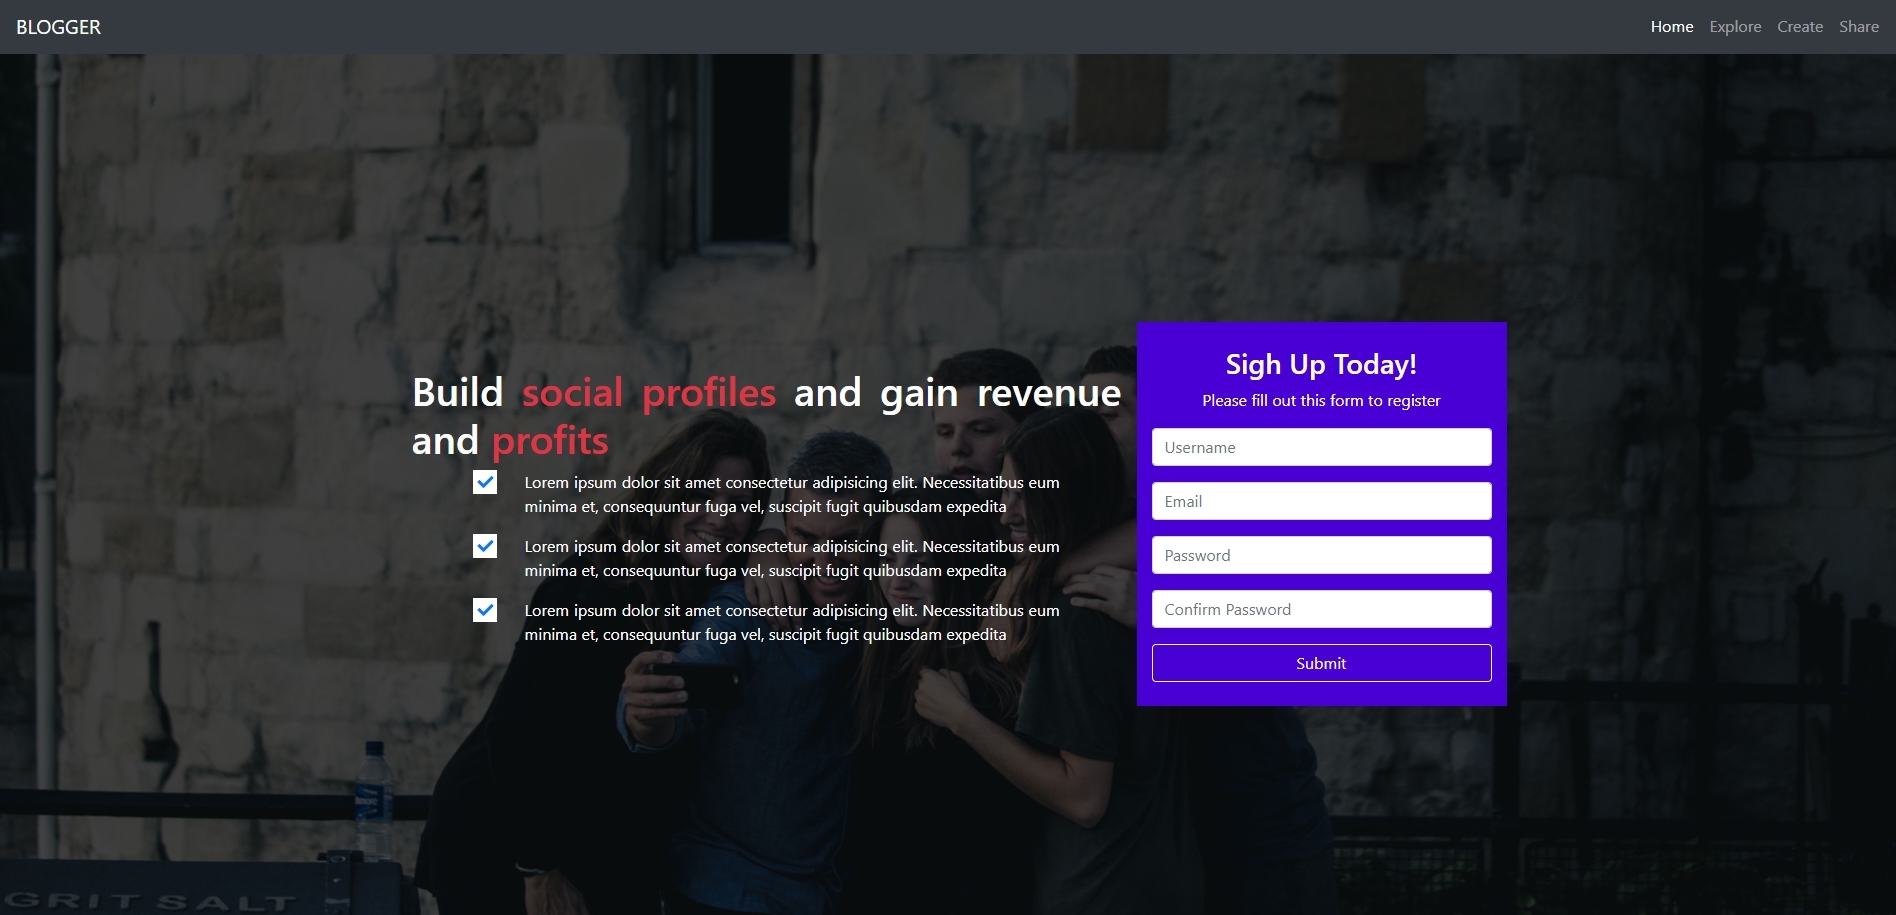 BLOGGER
Home Explore Create Share
Build social profiles and gain revenue
and profits
Lorem ipsum dolor sit amet consectetur adipisicing elit. Necessitatibus eum
minima et, consequuntur fuga vel, suscipit fugit quibusdam expedita
Lorem ipsum dolor sit amet consectetur adipisicing elit. Necessitatibus eum
minima et, consequuntur fuga vel, suscipit fugit quibusdam expedita
Lorem ipsum dolor sit amet consectetur adipisicing elit. Necessitatibus eum
minima et, consequuntur fuga vel, suscipit fugit quibusdam expedita
Sigh Up Today!
Please fill out this form to register
Username
Email
Password
Confirm Password
Submit
GRIT SALT